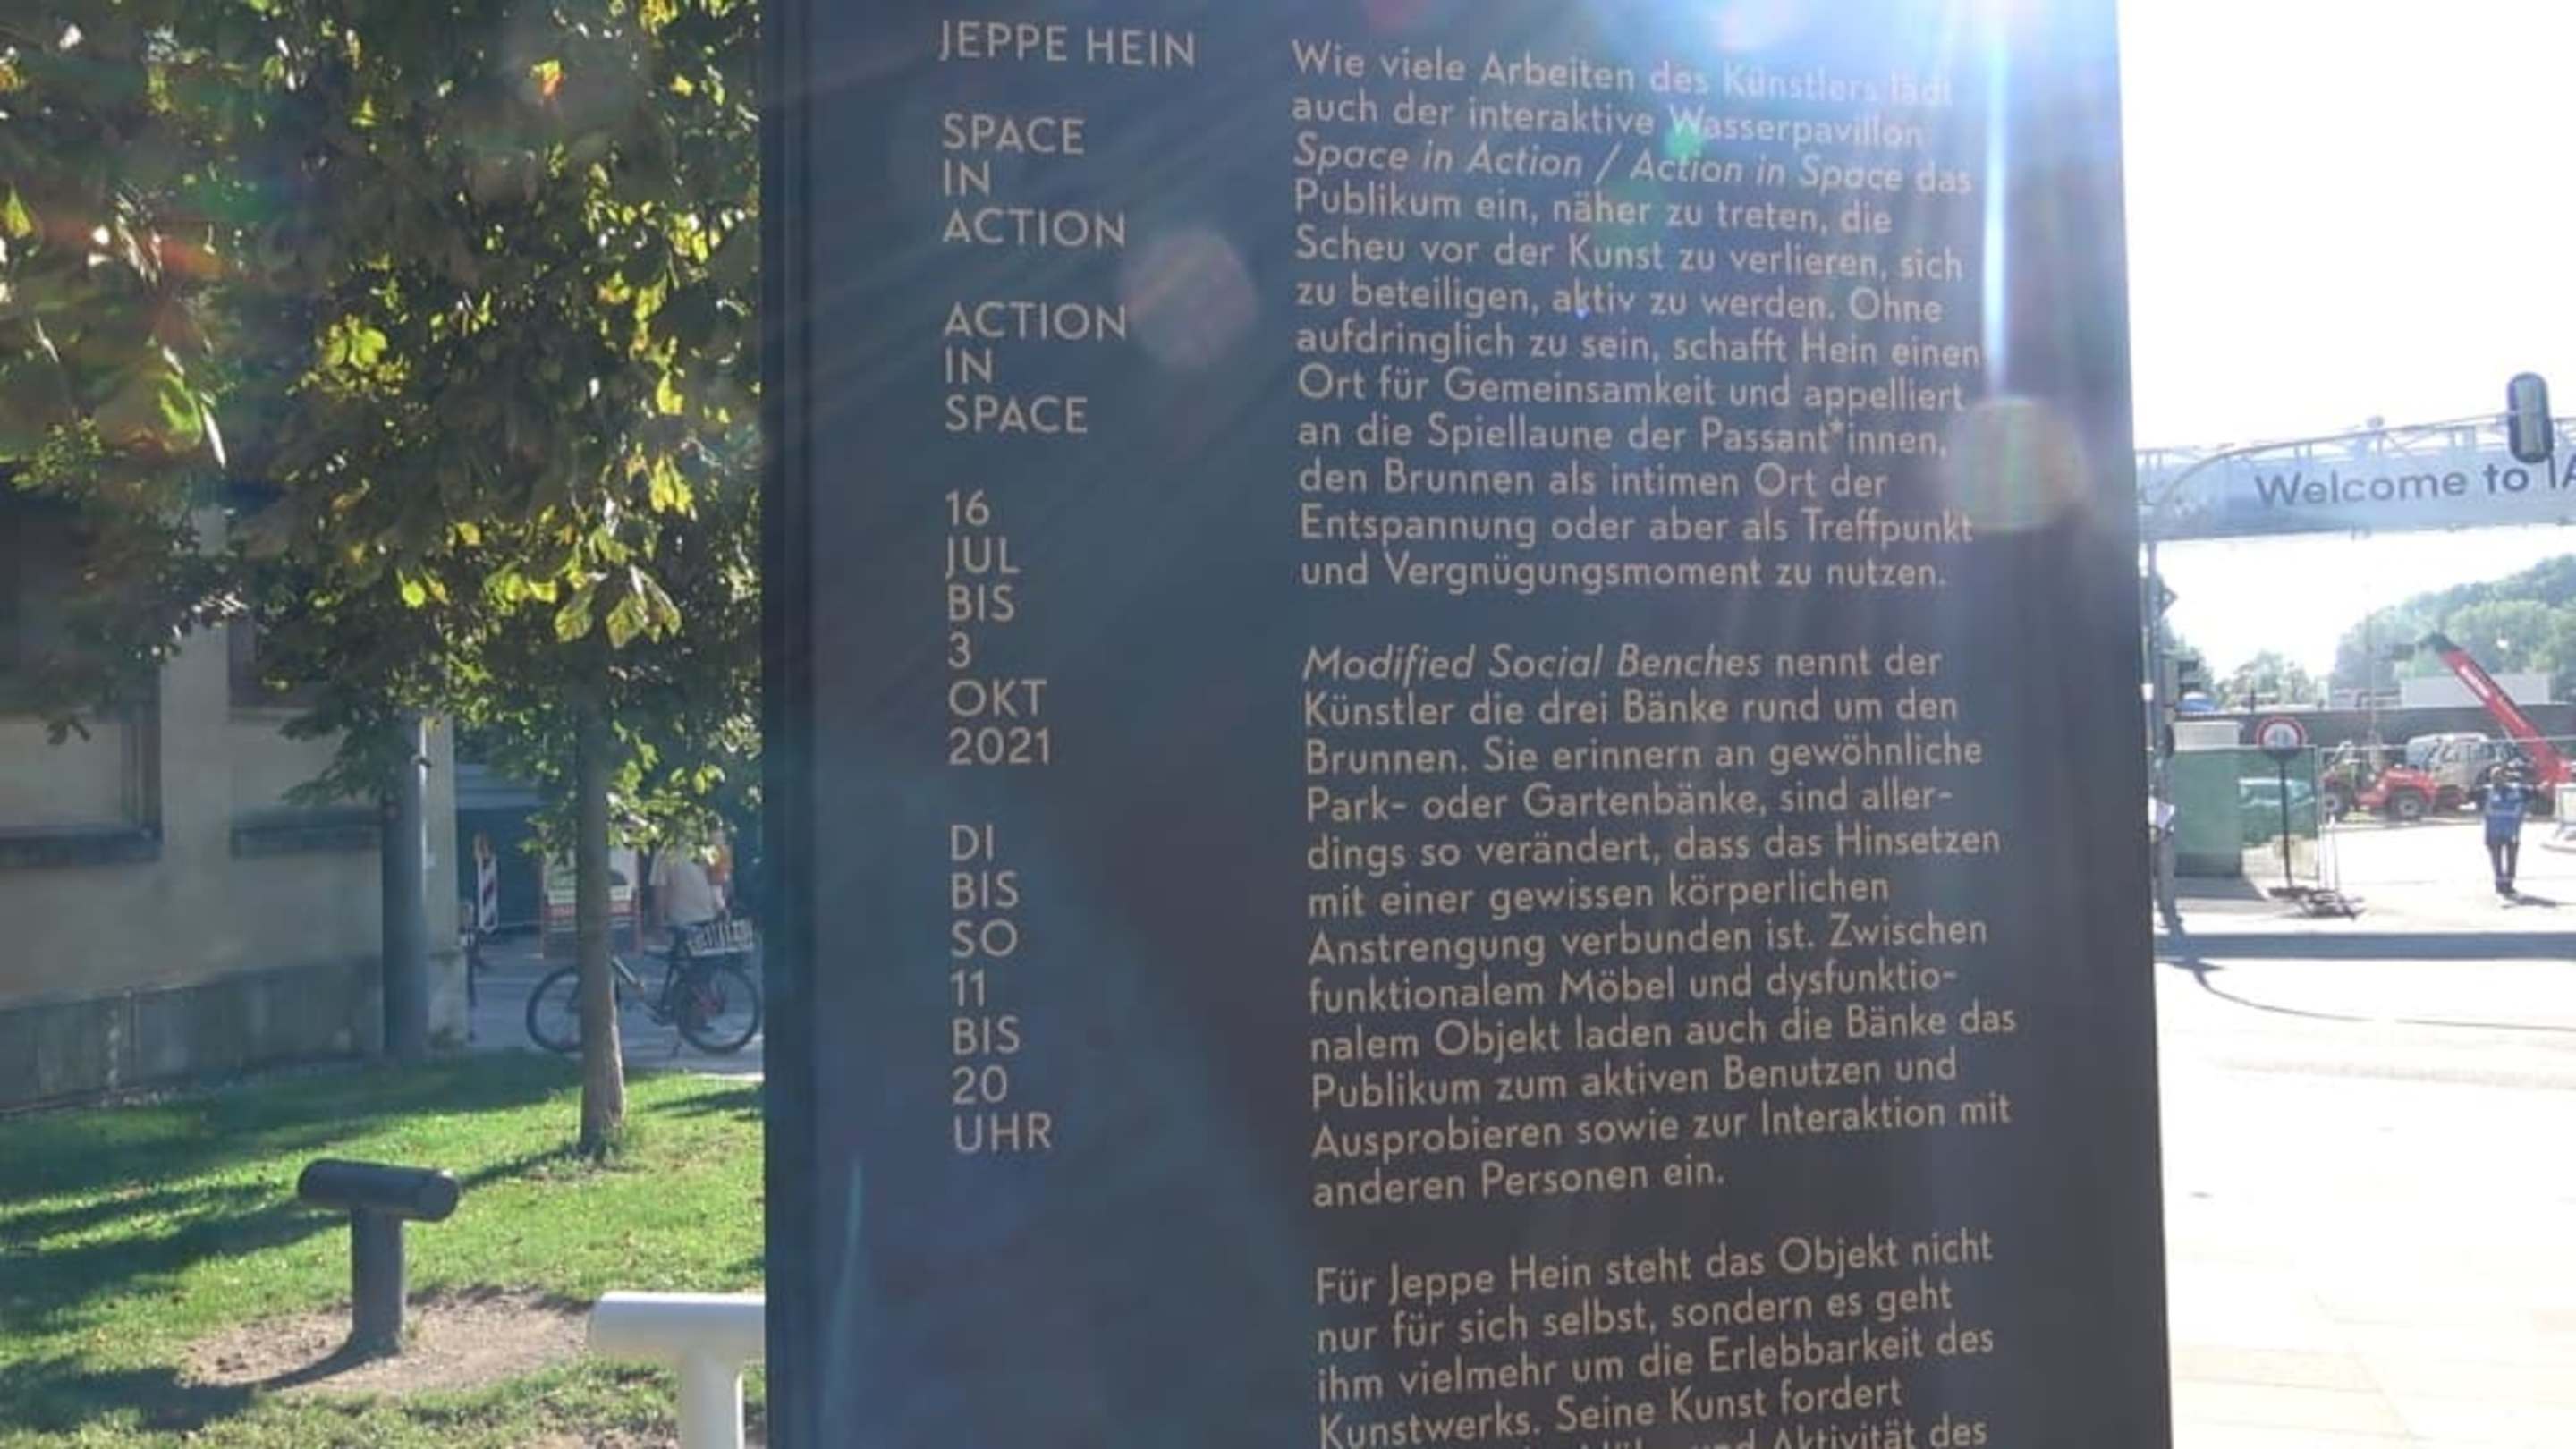 JEPPE HEIN
SPACE
IN
ACTION
ACTION
IN
SPACE
16
JUL
BIS
3
OKT
2021
DI
BIS
SO
11
BIS
20
UHR
Wie viele Arbeiten des Künstlers lädt
auch der interaktive Wasserpavillon
Space in Action / Action in Space das
Publikum ein, näher zu treten, die
Scheu vor der Kunst zu verlieren, sich
zu beteiligen, aktiv zu werden. Ohne
aufdringlich zu sein, schafft Hein einen
Ort für Gemeinsamkeit und appelliert
an die Spiellaune der Passant*innen,
den Brunnen als intimen Ort der
Entspannung oder aber als Treffpunkt
und Vergnügungsmoment zu nutzen.
Modified Social Benches nennt der
Künstler die drei Bänke rund um den
Brunnen. Sie erinnern an gewöhnliche
Park- oder Gartenbänke, sind aller-
dings so verändert, dass das Hinsetzen
mit einer gewissen körperlichen
Anstrengung verbunden ist. Zwischen
funktionalem Möbel und dysfunktio-
nalem Objekt laden auch die Bänke das
Publikum zum aktiven Benutzen und
Ausprobieren sowie zur Interaktion mit
anderen Personen ein.
Für Jeppe Hein steht das Objekt nicht
nur für sich selbst, sondern es geht
ihm vielmehr um die Erlebbarkeit des
Kunstwerks. Seine Kunst fordert
und Aktivität des
Welcome to IA